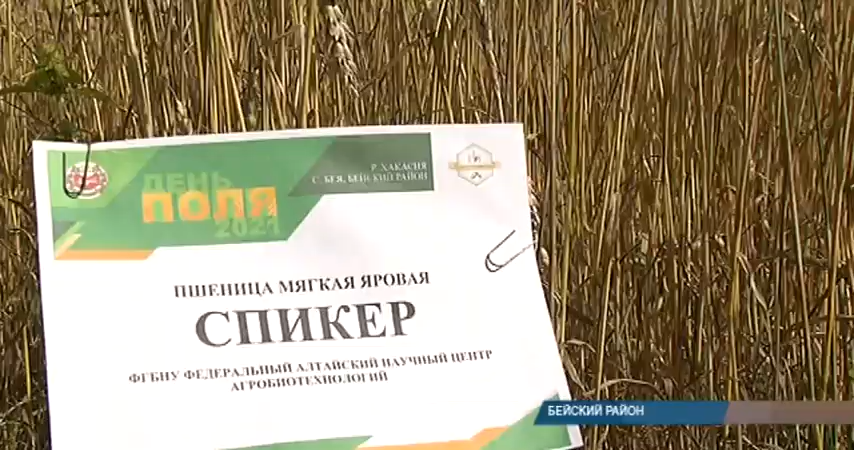 Р. ХАКАСИЯ
С. БЕЯ, БЕЙСКИЙ РАЙОН
ДЕНЬ
ПОЛЯ
2021
ПШЕНИЦА МЯГКАЯ ЯРОВАЯ
СПИКЕР
ФГБНУ ФЕДЕРАЛЬНЫЙ АЛТАЙСКИЙ НАУЧНЫЙ ЦЕНТР
АГРОБИОТЕХНОЛОГИЙ
БЕЙСКИЙ РАЙОН